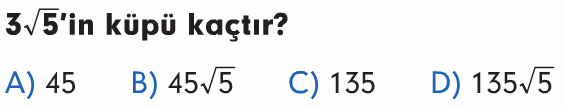 3√5'in küpü kaçtır?
A) 45 B) 45√5 C) 135 D) 135√5